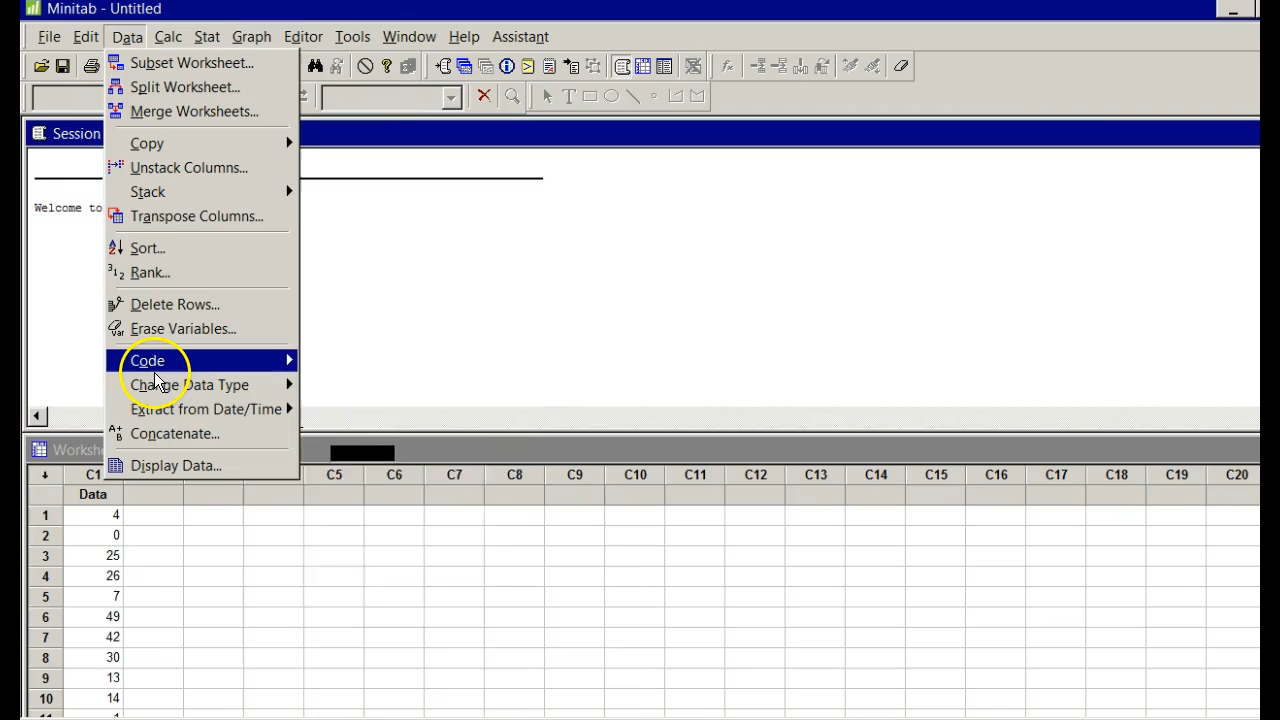 Minitab - Untitled
File Edit Data Calc Stat Graph Editor Tools Window Help Assistant
Subset Worksheet...
Split Worksheet...
Merge Worksheets...
Session
Copy
Unstack Columns...
Stack
Welcome to
Transpose Columns...
Sort...
Rank...
Delete Rows...
Erase Variables...
Code
Change Data Type
Extract from Date/Time
Concatenate...
Display Data...
C5 C6 C7 C8 C9 C10 C11 C12 C13 C14 C15 C16 C17 C18 C19 C20
Data
1 4
2 0
3 25
4 26
5 7
6 49
7 42
8 30
9 13
10 14